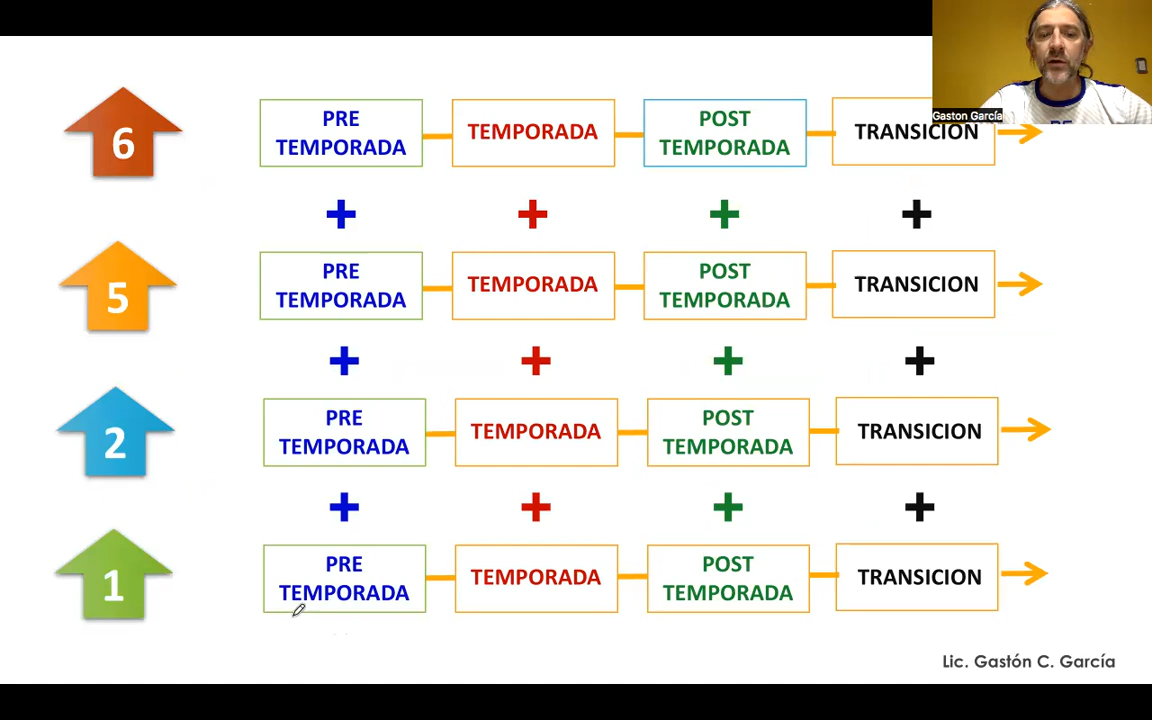 6
PRE
TEMPORADA
TEMPORADA
POST
TEMPORADA
TRANSICION
Gaston García
5
PRE
TEMPORADA
TEMPORADA
POST
TEMPORADA
TRANSICION
2
PRE
TEMPORADA
TEMPORADA
POST
TEMPORADA
TRANSICION
1
PRE
TEMPORADA
TEMPORADA
POST
TEMPORADA
TRANSICION
Lic. Gastón C. García